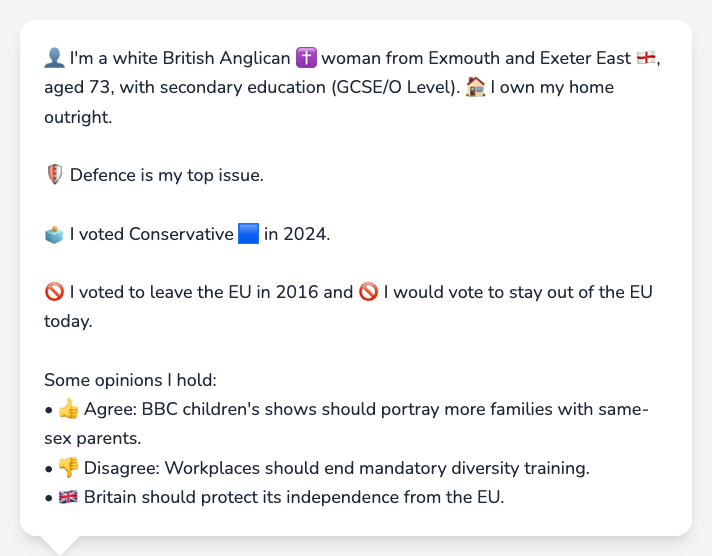 👤 I'm a white British Anglican ✝️ woman from Exmouth and Exeter East 🏴󠁧󠁢󠁥󠁮󠁧󠁿,
aged 73, with secondary education (GCSE/O Level). 🏠 I own my home
outright.
🛡️ Defence is my top issue.
🗳️ I voted Conservative 🟦 in 2024.
🚫 I voted to leave the EU in 2016 and 🚫 I would vote to stay out of the EU
today.
Some opinions I hold:
• 👍 Agree: BBC children's shows should portray more families with same-
sex parents.
• 👎 Disagree: Workplaces should end mandatory diversity training.
• 🇬🇧 Britain should protect its independence from the EU.